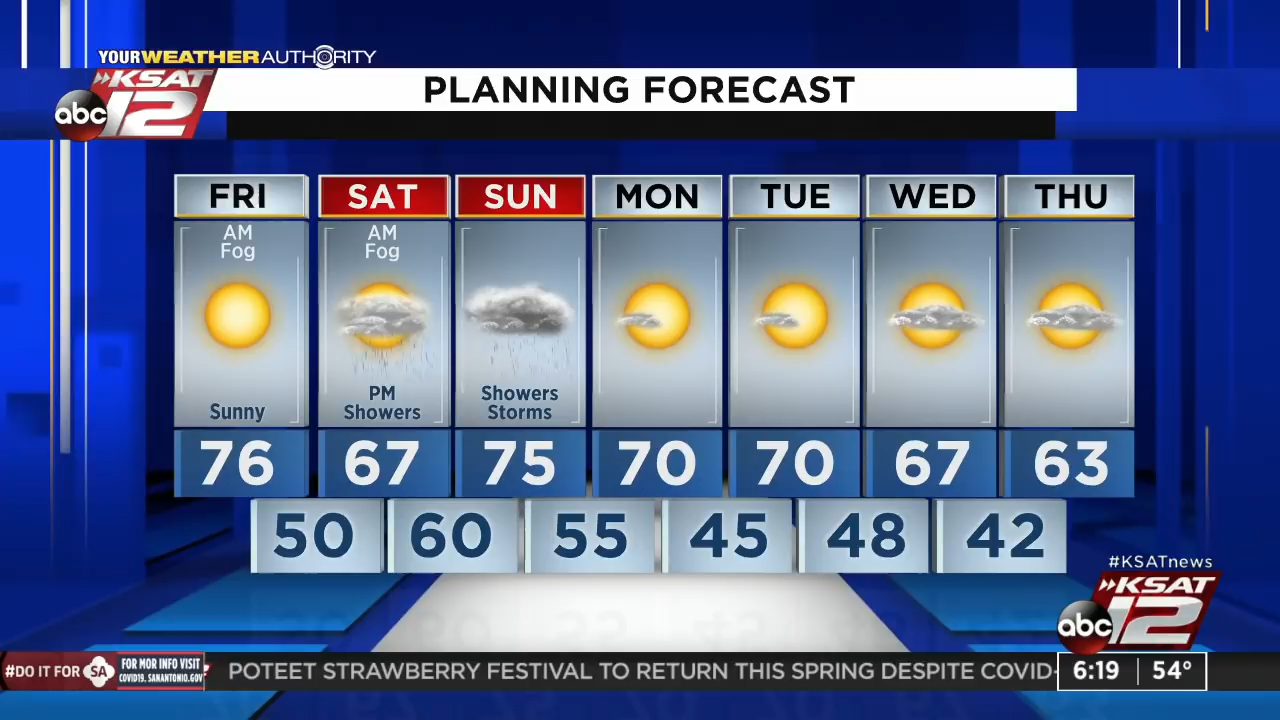 YOURWEATHERAUTHORITY
KSAT
abc 12
PLANNING FORECAST
FRI SAT SUN MON TUE WED THU
AM AM
Fog Fog
PM Showers
Sunny Showers Storms
76 67 75 70 70 67 63
50 60 55 45 48 42
#KSATnews
KSAT
abc 12
#DO IT FOR SA
FOR MOR INFO VISIT
COVID19.SANANTONIO.GOV
POTEET STRAWBERRY FESTIVAL TO RETURN THIS SPRING DESPITE COVID-
6:19 54°